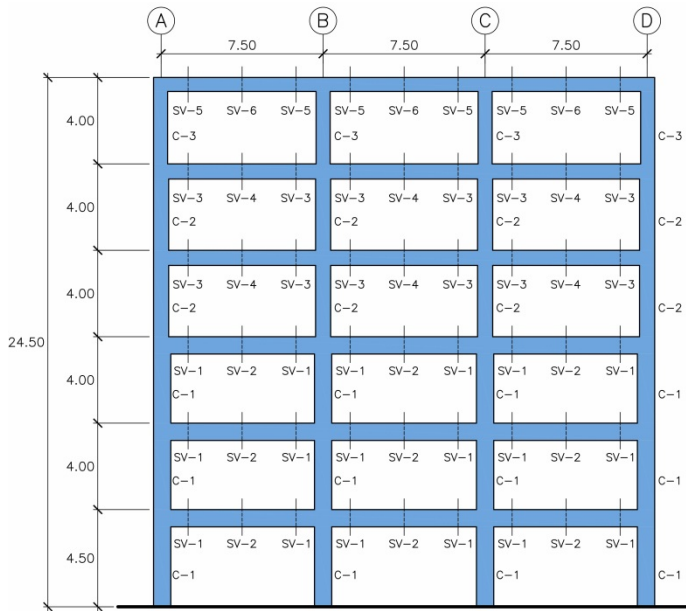 A B C D
7.50 7.50 7.50
4.00
SV-5 SV-6 SV-5 SV-5 SV-6 SV-5 SV-5 SV-6 SV-5
C-3 C-3 C-3 C-3
4.00
SV-3 SV-4 SV-3 SV-3 SV-4 SV-3 SV-3 SV-4 SV-3
C-2 C-2 C-2 C-2
4.00
SV-3 SV-4 SV-3 SV-3 SV-4 SV-3 SV-3 SV-4 SV-3
C-2 C-2 C-2 C-2
24.50
4.00
SV-1 SV-2 SV-1 SV-1 SV-2 SV-1 SV-1 SV-2 SV-1
C-1 C-1 C-1 C-1
4.00
SV-1 SV-2 SV-1 SV-1 SV-2 SV-1 SV-1 SV-2 SV-1
C-1 C-1 C-1 C-1
4.50
SV-1 SV-2 SV-1 SV-1 SV-2 SV-1 SV-1 SV-2 SV-1
C-1 C-1 C-1 C-1